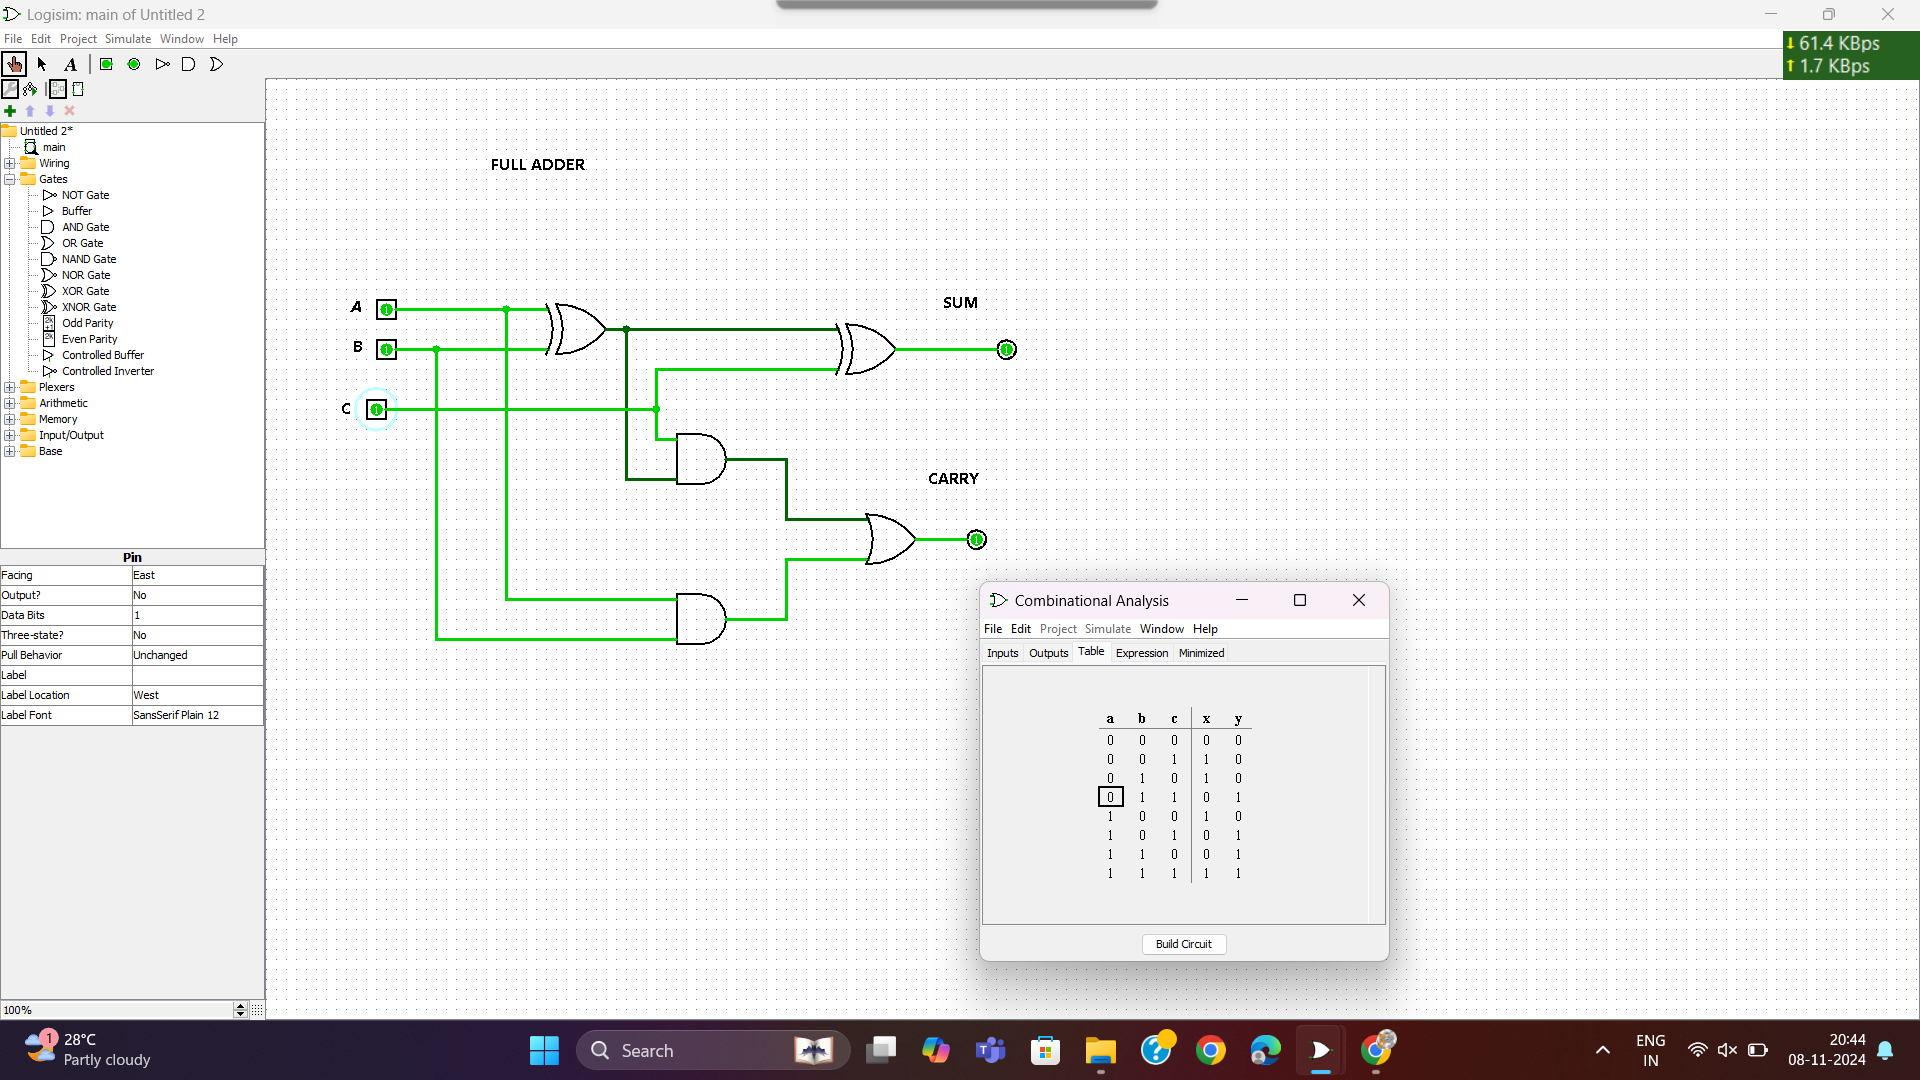 Logisim: main of Untitled 2
File Edit Project Simulate Window Help
61.4 KBps
1.7 KBps
A
Untitled 2*
main
Wiring
Gates
NOT Gate
Buffer
AND Gate
OR Gate
NAND Gate
NOR Gate
XOR Gate
XNOR Gate
Odd Parity
Even Parity
Controlled Buffer
Controlled Inverter
Plexers
Arithmetic
Memory
Input/Output
Base
Pin
Facing East
Output? No
Data Bits 1
Three-state? No
Pull Behavior Unchanged
Label
Label Location West
Label Font SansSerif Plain 12
100%
FULL ADDER
A 1
B 1
C 1
SUM
1
CARRY
1
Combinational Analysis
File Edit Project Simulate Window Help
Inputs Outputs Table Expression Minimized
a b c x y
0 0 0 0 0
0 0 1 1 0
0 1 0 1 0
0 1 1 0 1
1 0 0 1 0
1 0 1 0 1
1 1 0 0 1
1 1 1 1 1
Build Circuit
1
28°C
Partly cloudy
Search
ENG
IN
20:44
08-11-2024